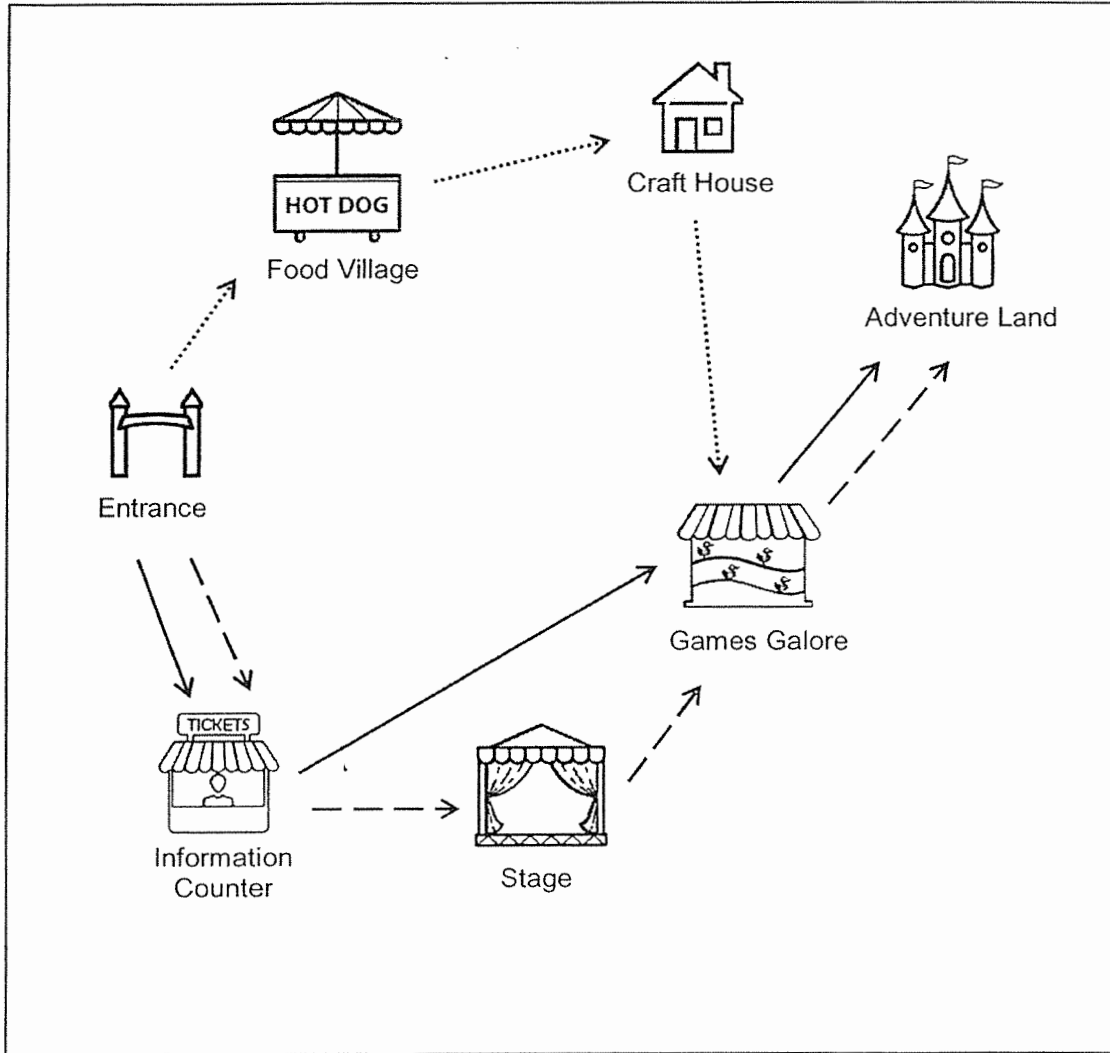 Craft House
HOT DOG
Food Village
Adventure Land
Entrance
Games Galore
TICKETS
Information
Counter
Stage